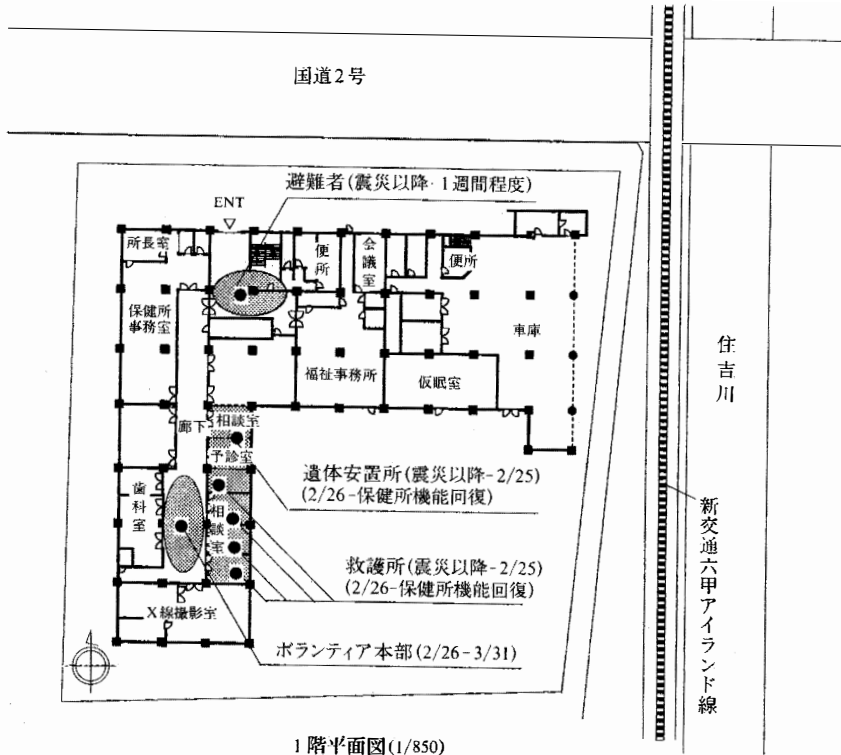 国道2号
避難者(震災以降-1週間程度)
ENT
所長室
便所
会議室
便所
保健所
事務室
車庫
福祉事務所
仮眠室
住吉川
廊下
相談室
予診室
遺体安置所(震災以降-2/25)
(2/26-保健所機能回復)
歯科室
相談室
救護所(震災以降-2/25)
(2/26-保健所機能回復)
新交通六甲アイランド線
X線撮影室
ボランティア本部(2/26-3/31)
1階平面図(1/850)